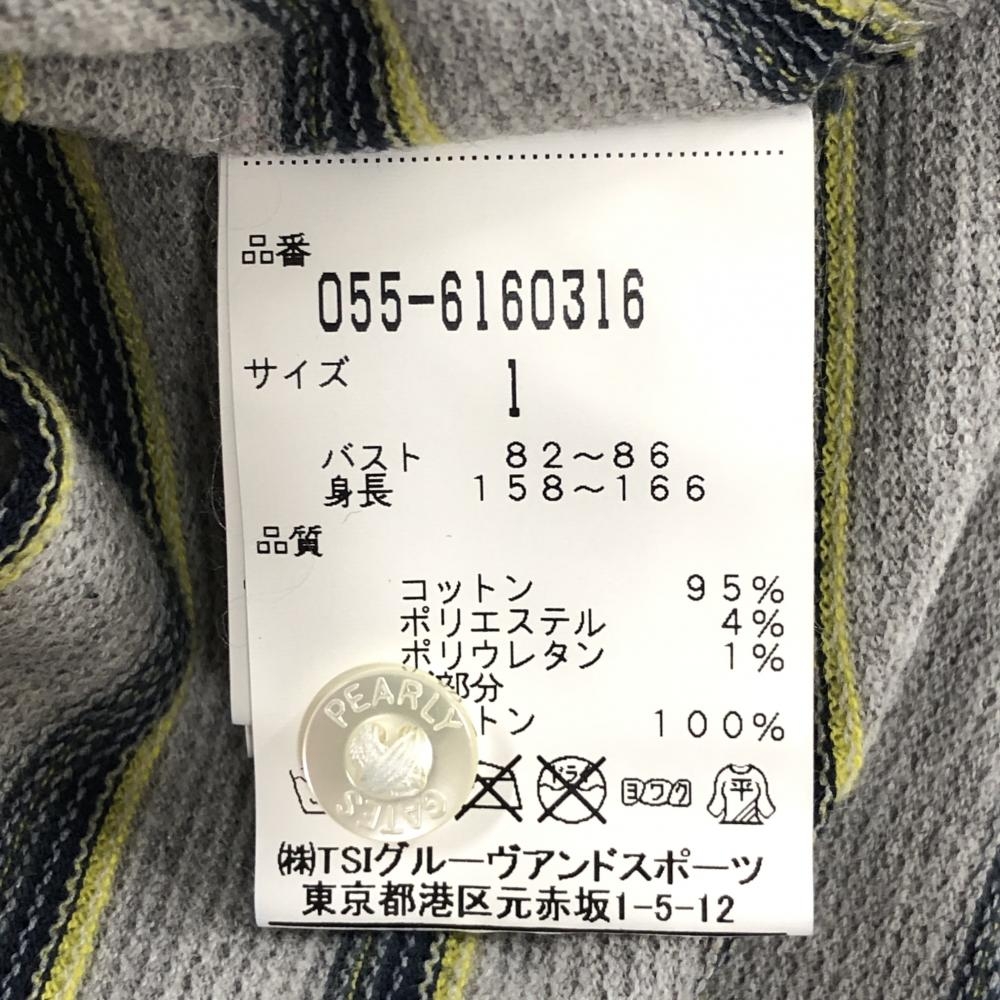 品番
055-6160316
サイズ 1
バスト 82～86
身長 158～166
品質
コットン 95%
ポリエステル 4%
ポリウレタン 1%
部分
トン 100%
PEARLY GATES
ドライ ヨワク 平
㈱TSIグルーヴアンドスポーツ
東京都港区元赤坂1-5-12